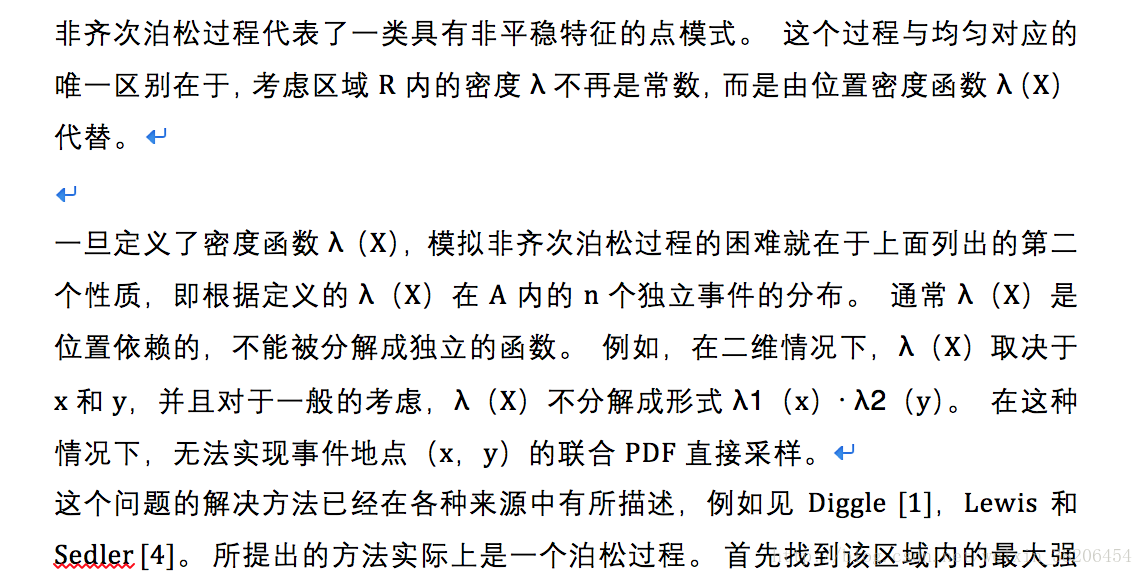 非齐次泊松过程代表了一类具有非平稳特征的点模式。 这个过程与均匀对应的
唯一区别在于, 考虑区域 R 内的密度 λ 不再是常数, 而是由位置密度函数 λ（X）
代替。
一旦定义了密度函数 λ（X），模拟非齐次泊松过程的困难就在于上面列出的第二
个性质，即根据定义的 λ（X）在 A 内的 n 个独立事件的分布。 通常 λ（X）是
位置依赖的，不能被分解成独立的函数。 例如，在二维情况下，λ（X）取决于
x 和 y，并且对于一般的考虑，λ（X）不分解成形式 λ1（x）· λ2（y）。 在这种
情况下，无法实现事件地点（x，y）的联合 PDF 直接采样。
这个问题的解决方法已经在各种来源中有所描述，例如见 Diggle [1]，Lewis 和
Sedler [4]。 所提出的方法实际上是一个泊松过程。 首先找到该区域内的最大强